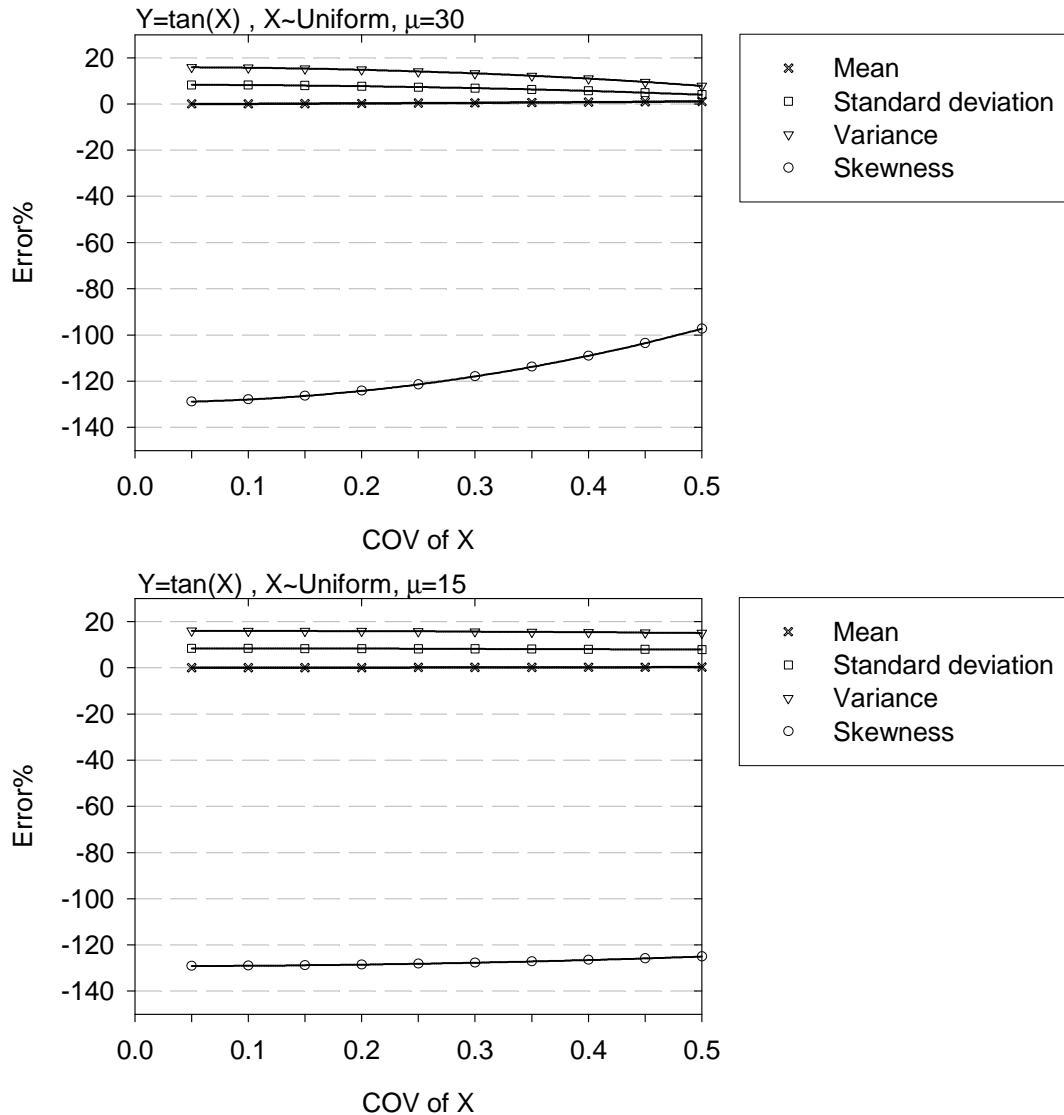 Y=tan(X) , X~Uniform, μ=30
20
0
-20
-40
-60
-80
-100
-120
-140
Error%
0.0 0.1 0.2 0.3 0.4 0.5
COV of X
Mean
Standard deviation
Variance
Skewness
Y=tan(X) , X~Uniform, μ=15
20
0
-20
-40
-60
-80
-100
-120
-140
Error%
0.0 0.1 0.2 0.3 0.4 0.5
COV of X
Mean
Standard deviation
Variance
Skewness